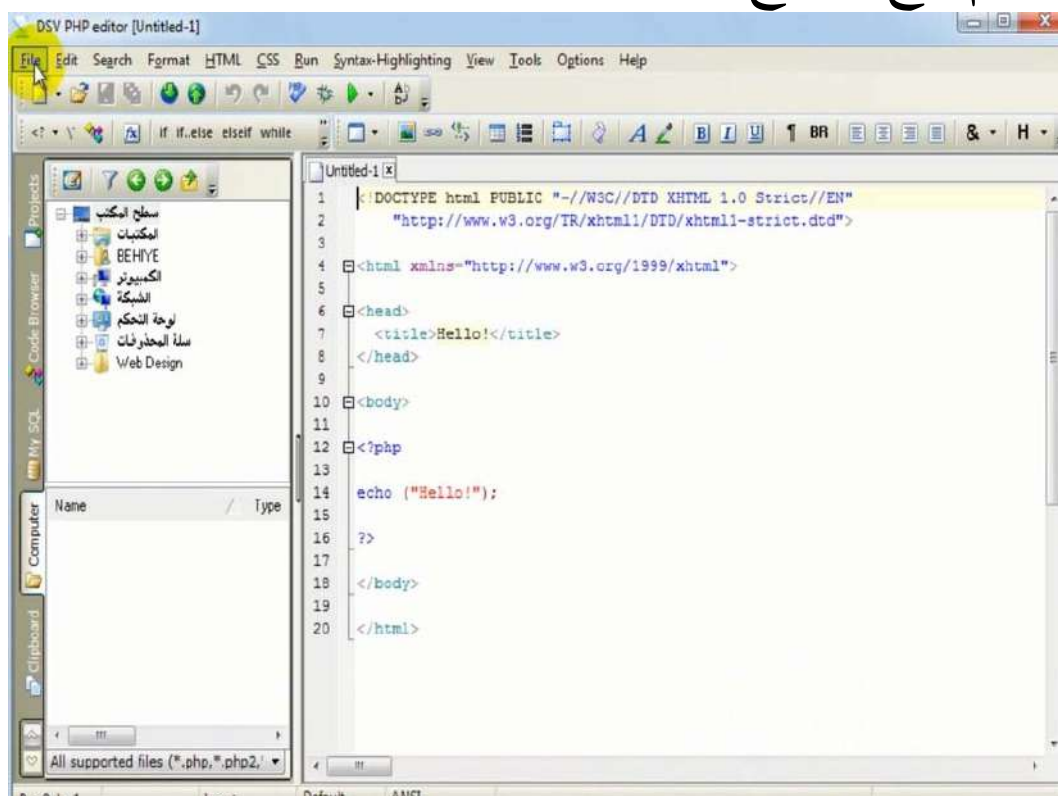 DSV PHP editor [Untitled-1]
File Edit Search Format HTML CSS Run Syntax-Highlighting View Tools Options Help
if if..else elseif while
B I U ¶ BR & H
Projects
Code Browser
My SQL
Computer
Clipboard
سطح المكتب
المكتبات
BEHIYE
الكمبيوتر
الشبكة
لوحة التحكم
سلة المحذوفات
Web Design
Name / Type
All supported files (*.php,*.php2,
Untitled-1
1 <!DOCTYPE html PUBLIC "-//W3C//DTD XHTML 1.0 Strict//EN"
2 "http://www.w3.org/TR/xhtml1/DTD/xhtml1-strict.dtd">
3
4 <html xmlns="http://www.w3.org/1999/xhtml">
5
6 <head>
7 <title>Hello!</title>
8 </head>
9
10 <body>
11
12 <?php
13
14 echo ("Hello!");
15
16 ?>
17
18 </body>
19
20 </html>